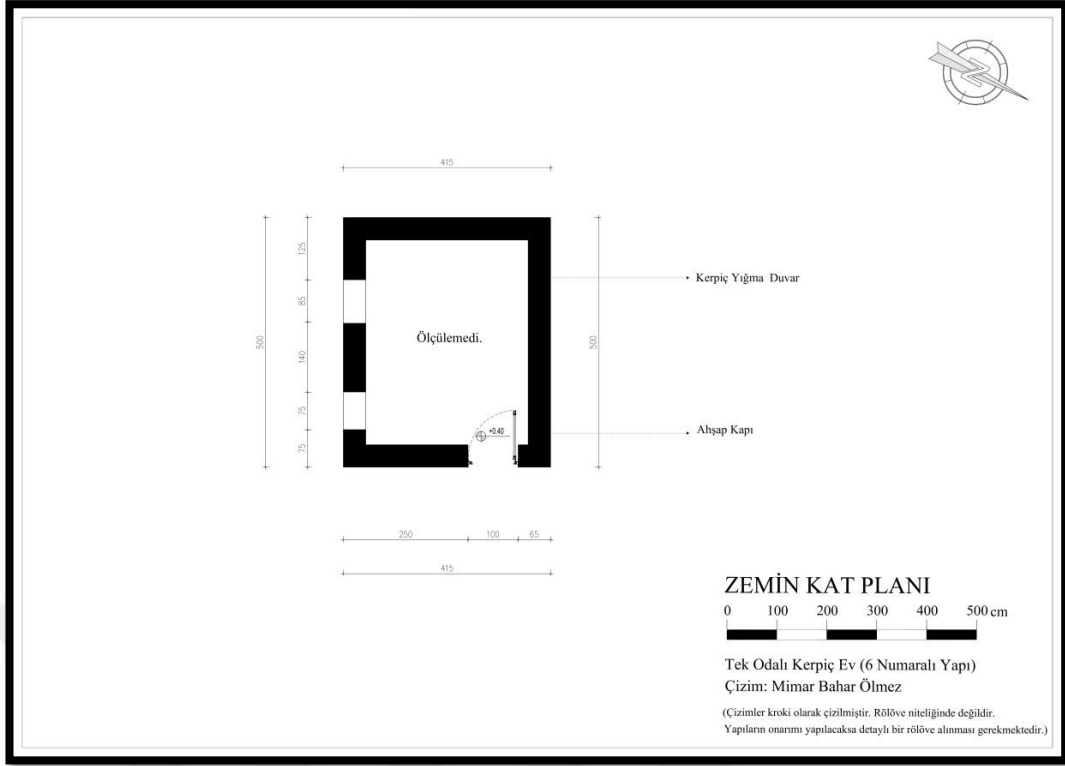 415
125
85
140
75
75
500
500
Kerpiç Yığma Duvar
Ölçülemedi.
+0.40
Ahşap Kapı
250 100 65
415
ZEMİN KAT PLANI
0 100 200 300 400 500 cm
Tek Odalı Kerpiç Ev (6 Numaralı Yapı)
Çizim: Mimar Bahar Ölmez
(Çizimler kroki olarak çizilmiştir. Rölöve niteliğinde değildir.
Yapıların onarımı yapılacaksa detaylı bir rölöve alınması gerekmektedir.)